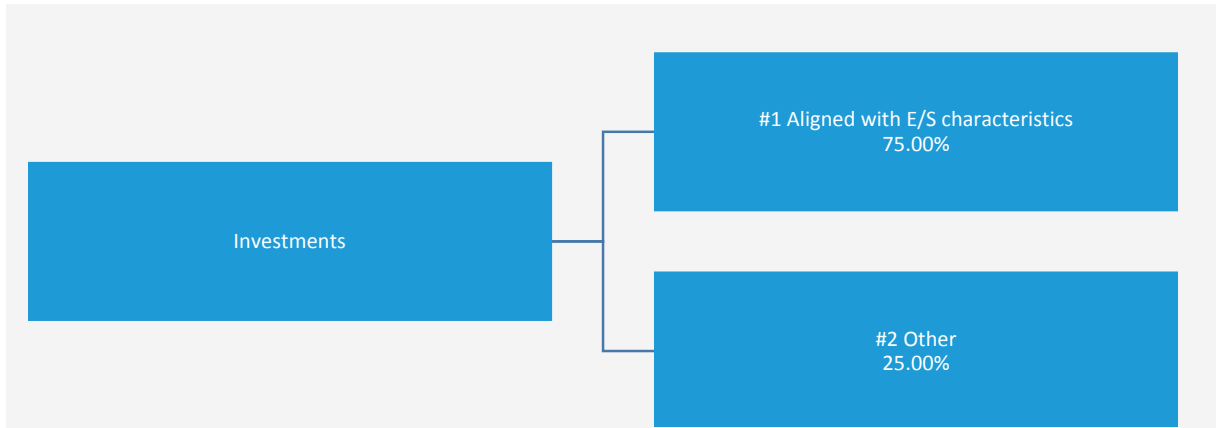 Investments
#1 Aligned with E/S characteristics
75.00%
#2 Other
25.00%